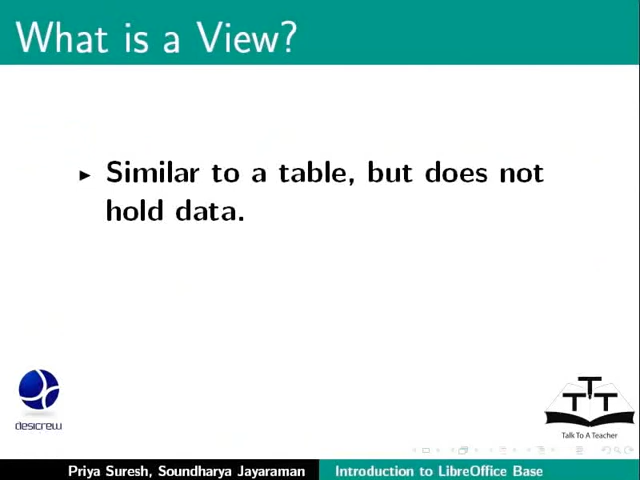 What is a View?
Similar to a table, but does not
hold data.
desicrew
T T T
Talk To A Teacher
Priya Suresh, Soundharya Jayaraman
Introduction to LibreOffice Base